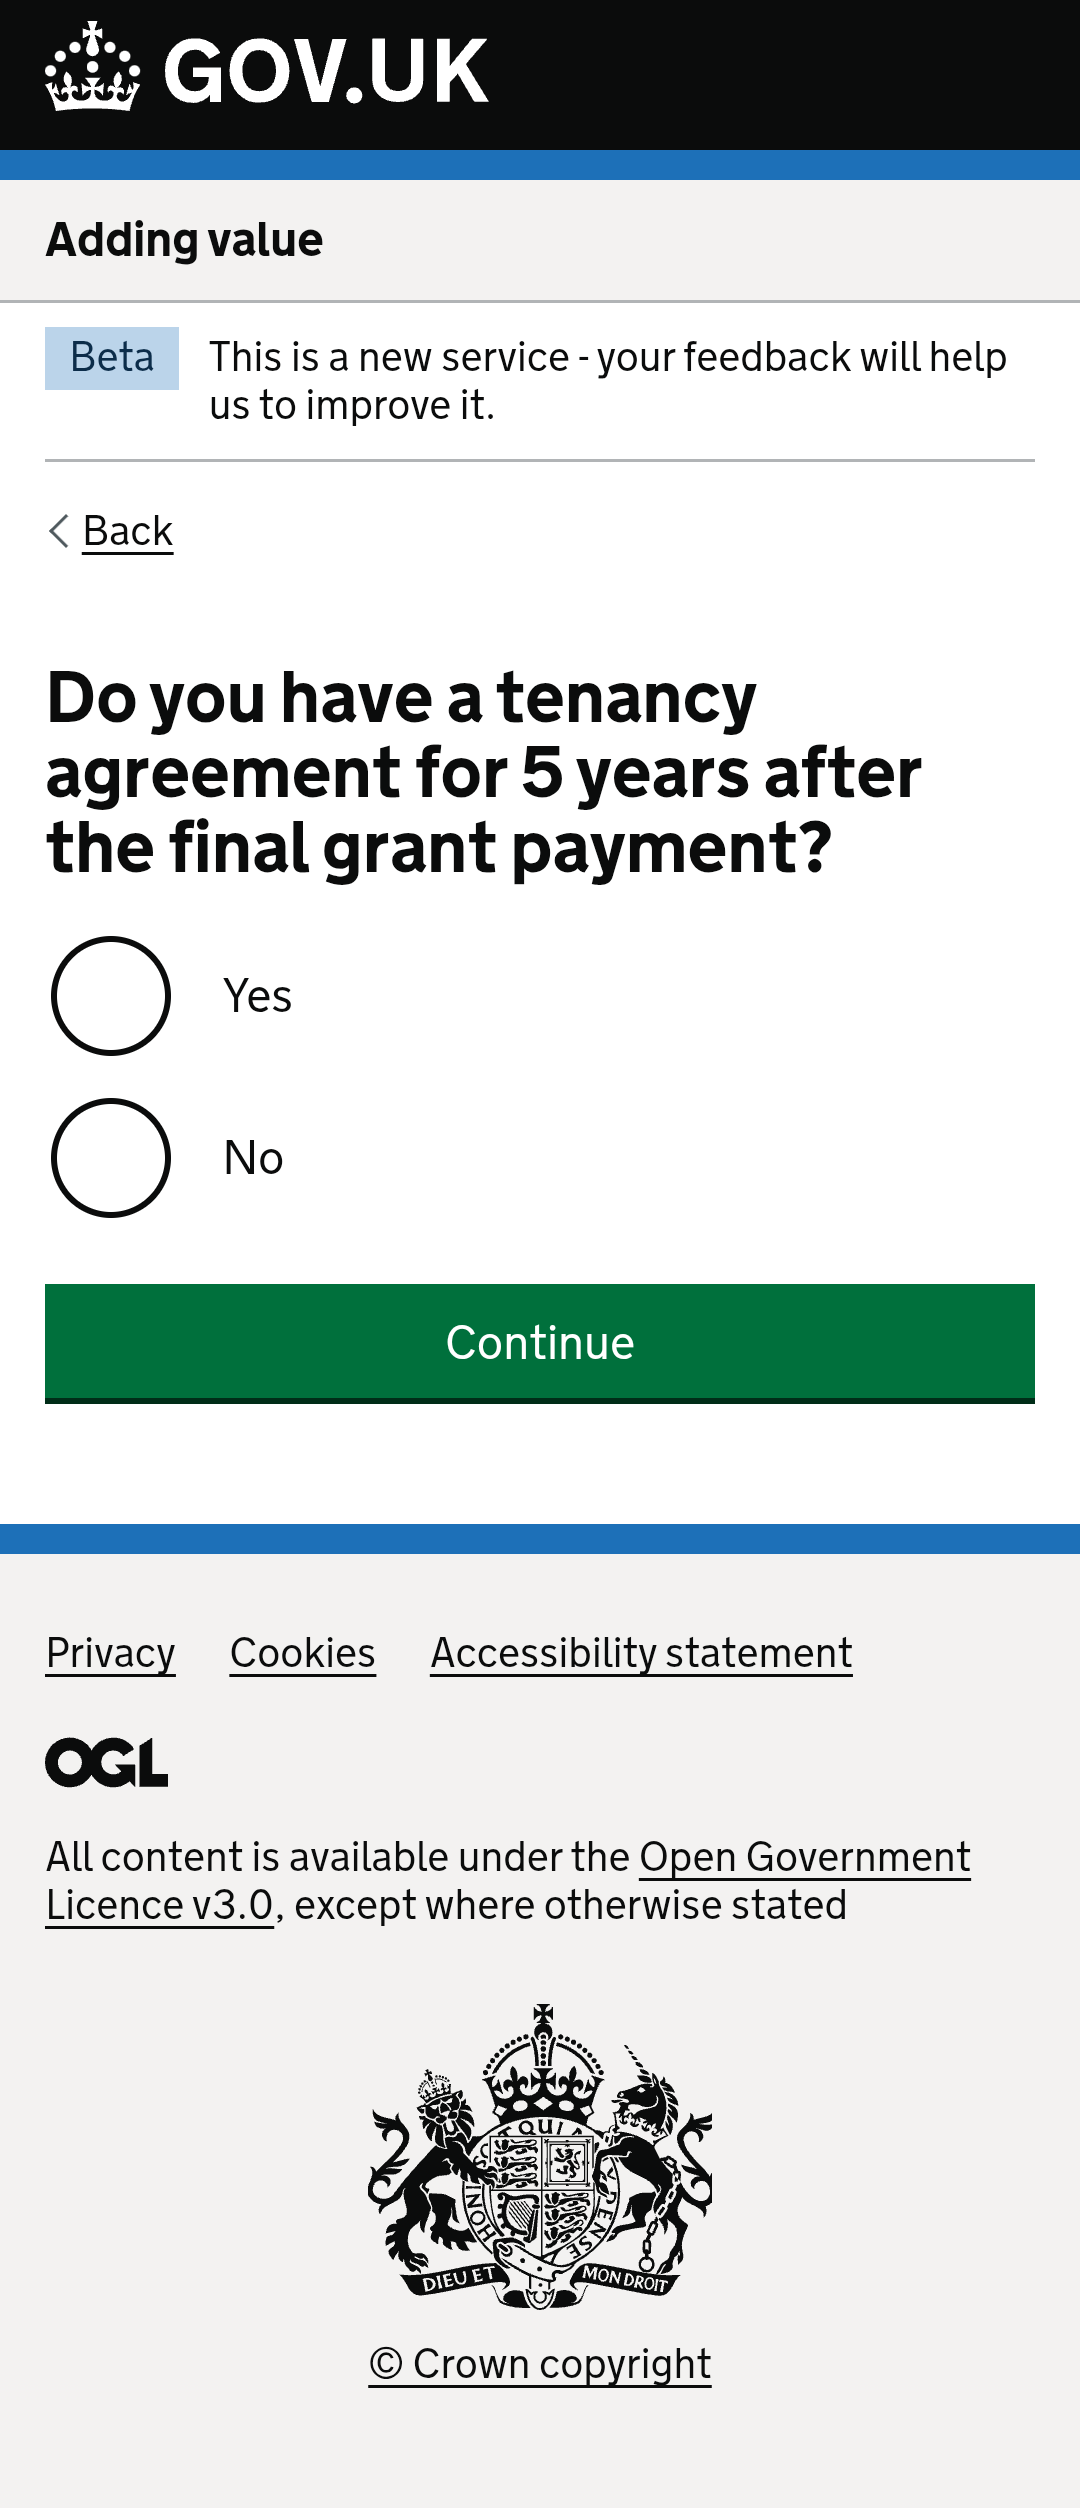 GOV.UK
Adding value
Beta
This is a new service - your feedback will help
us to improve it.
Back
Do you have a tenancy
agreement for 5 years after
the final grant payment?
Yes
No
Continue
Privacy Cookies Accessibility statement
OGL
All content is available under the Open Government
Licence v3.0, except where otherwise stated
DIEU ET MON DROIT
© Crown copyright